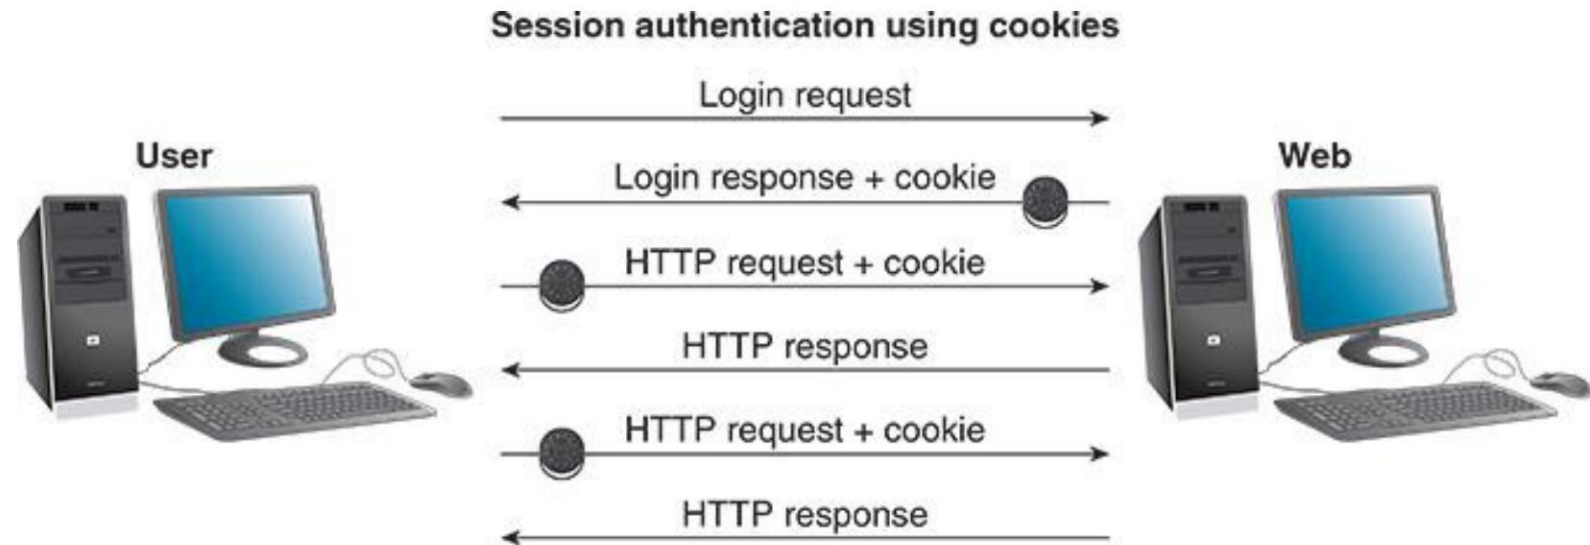 Session authentication using cookies
Login request
User
Web
Login response + cookie
HTTP request + cookie
HTTP response
HTTP request + cookie
HTTP response